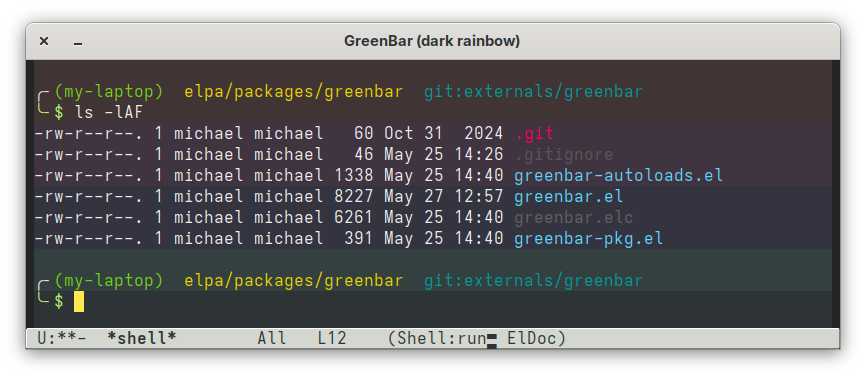 GreenBar (dark rainbow)
(my-laptop)  elpa/packages/greenbar  git:externals/greenbar
$ ls -lAF
-rw-r--r--. 1 michael michael   60 Oct 31  2024 .git
-rw-r--r--. 1 michael michael   46 May 25 14:26 .gitignore
-rw-r--r--. 1 michael michael 1338 May 25 14:40 greenbar-autoloads.el
-rw-r--r--. 1 michael michael 8227 May 27 12:57 greenbar.el
-rw-r--r--. 1 michael michael 6261 May 25 14:40 greenbar.elc
-rw-r--r--. 1 michael michael  391 May 25 14:40 greenbar-pkg.el
(my-laptop)  elpa/packages/greenbar  git:externals/greenbar
$
U:**-  *shell*        All   L12    (Shell:run ElDoc)